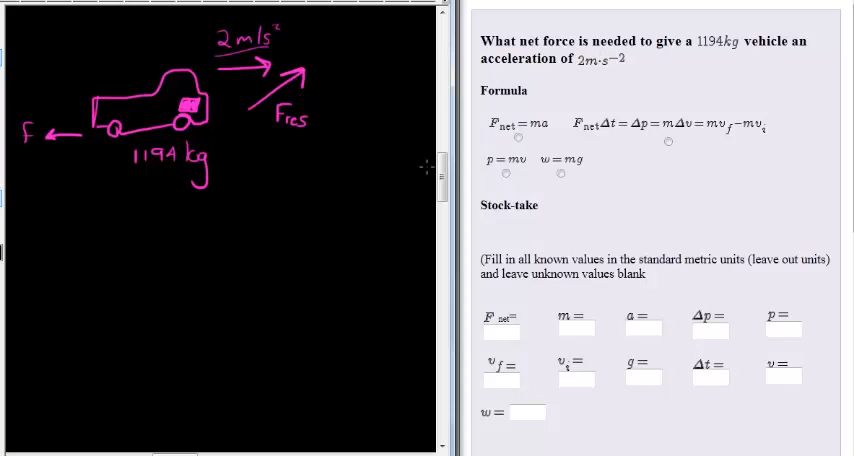 2 m/s²
F
Fres
1194 kg
What net force is needed to give a 1194kg vehicle an
acceleration of 2m·s−2
Formula
Fnet=ma FnetΔt=Δp=mΔv=mvf−mvi
p=mv w=mg
Stock-take
(Fill in all known values in the standard metric units (leave out units)
and leave unknown values blank
F net= m= a= Δp= p=
vf= vi= g= Δt= v=
w=